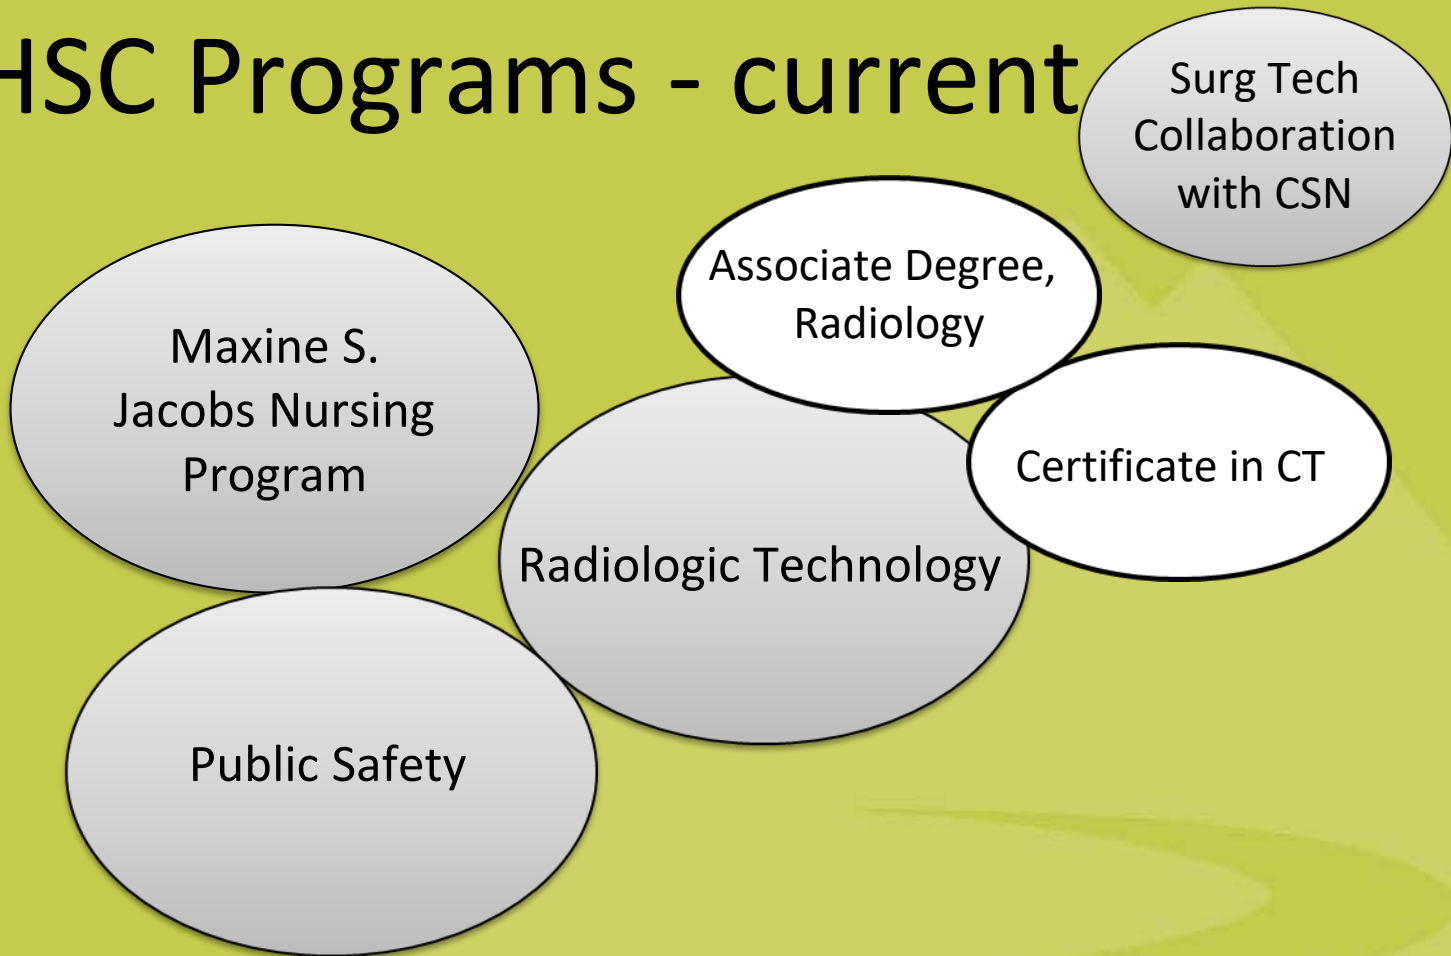 HSC Programs - current
Surg Tech
Collaboration
with CSN
Associate Degree,
Radiology
Maxine S.
Jacobs Nursing
Program
Certificate in CT
Radiologic Technology
Public Safety